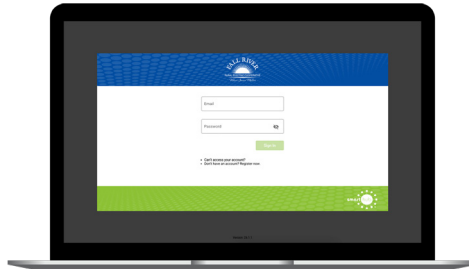 FALL RIVER
Email
Password
Sign In
Can't access your account?
Don't have an account? Register now
smart